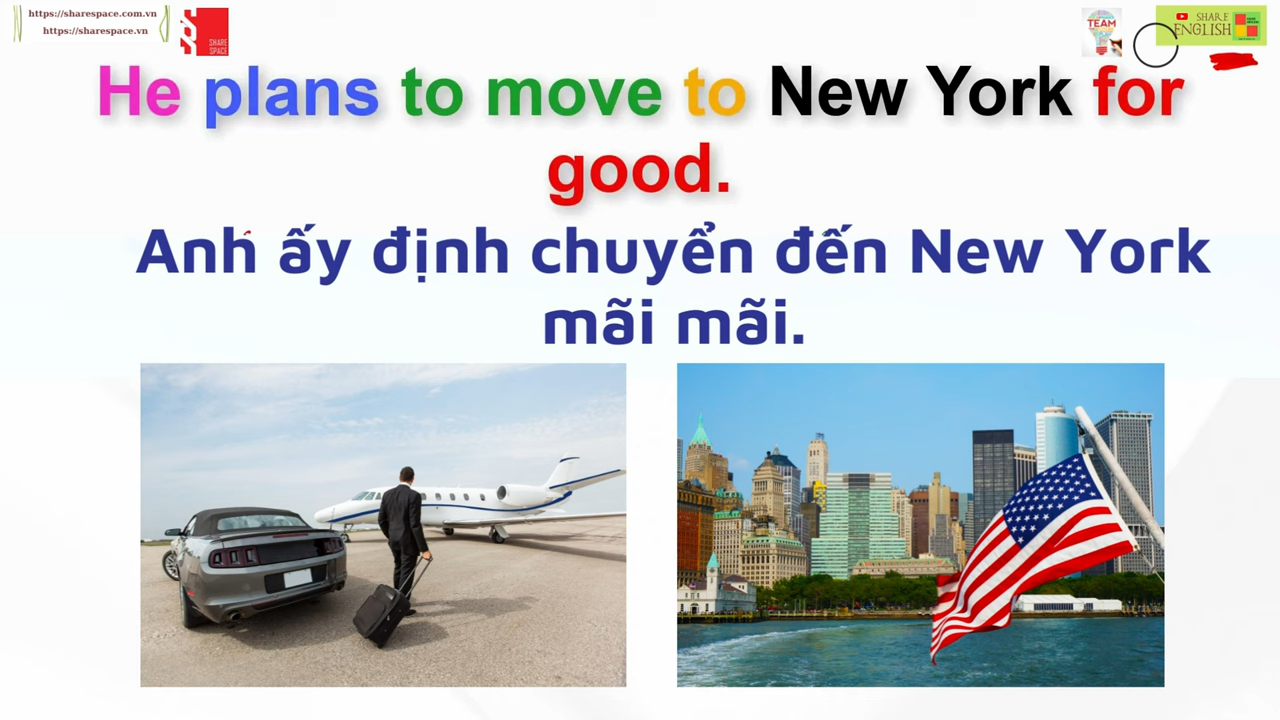 https://sharespace.com.vn
https://sharespace.vn
SHARE
SPACE
TEAM
SHARE
ENGLISH
He plans to move to New York for
good.
Anh ấy định chuyển đến New York
mãi mãi.